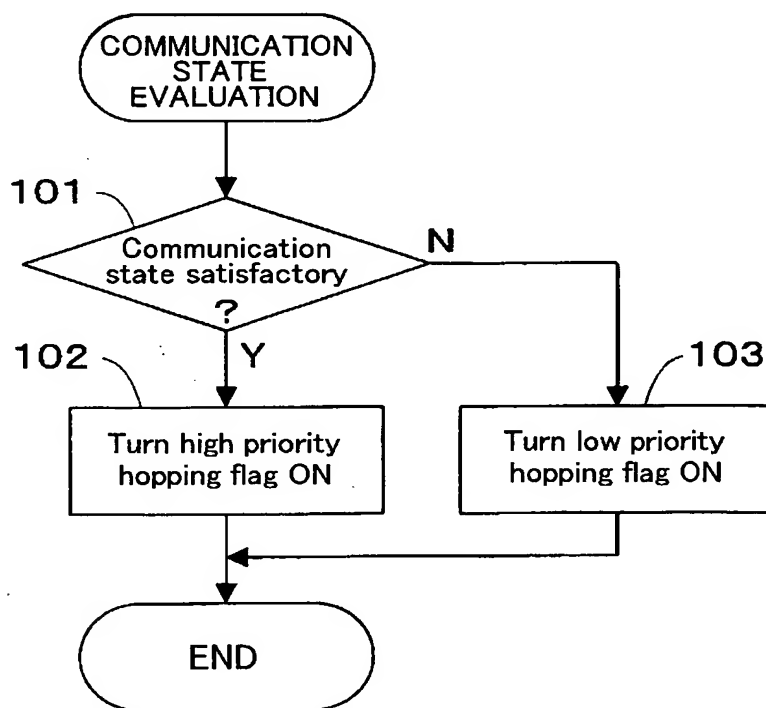 COMMUNICATION
STATE
EVALUATION
101
Communication
state satisfactory
?
N
Y
102
Turn high priority
hopping flag ON
103
Turn low priority
hopping flag ON
END